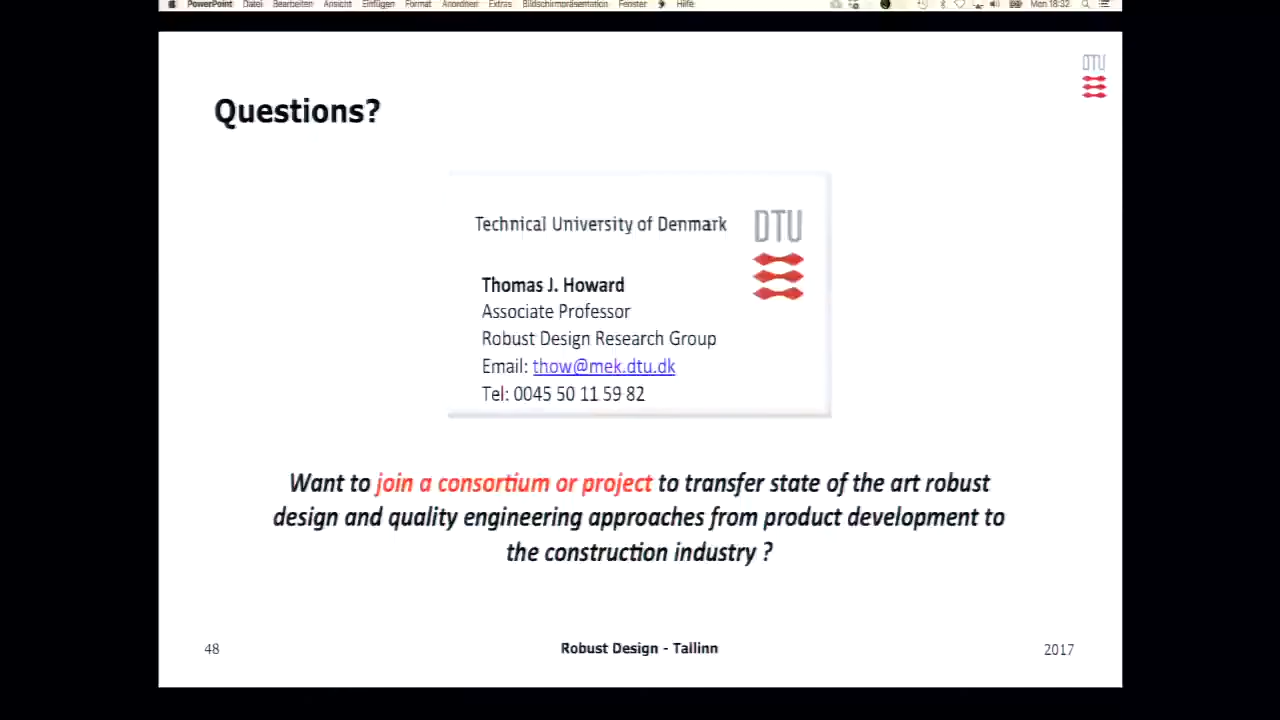 PowerPoint Datei Bearbeiten Ansicht Einfügen Format Anordnen Extras Bildschirmpräsentation Fenster Hilfe Mon 18:32
DTU
Questions?
Technical University of Denmark DTU
Thomas J. Howard
Associate Professor
Robust Design Research Group
Email: thow@mek.dtu.dk
Tel: 0045 50 11 59 82
Want to join a consortium or project to transfer state of the art robust
design and quality engineering approaches from product development to
the construction industry ?
48 Robust Design - Tallinn 2017